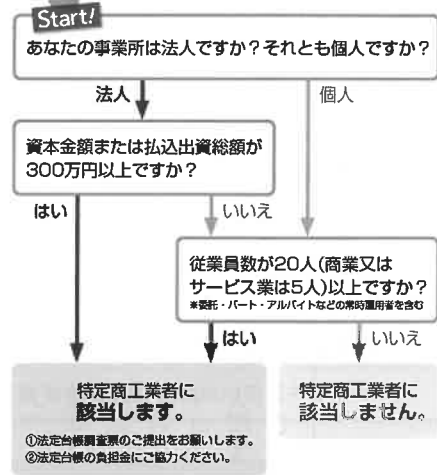 Start!
あなたの事業所は法人ですか？それとも個人ですか？
法人
個人
資本金額または払込出資総額が
300万円以上ですか？
はい
いいえ
従業員数が20人(商業又は
サービス業は5人)以上ですか？
*委託・パート・アルバイトなどの常時雇用者を含む
はい
いいえ
特定商工業者に
該当します。
①法定台帳調査票のご提出をお願いします。
②法定台帳の負担金にご協力ください。
特定商工業者に
該当しません。